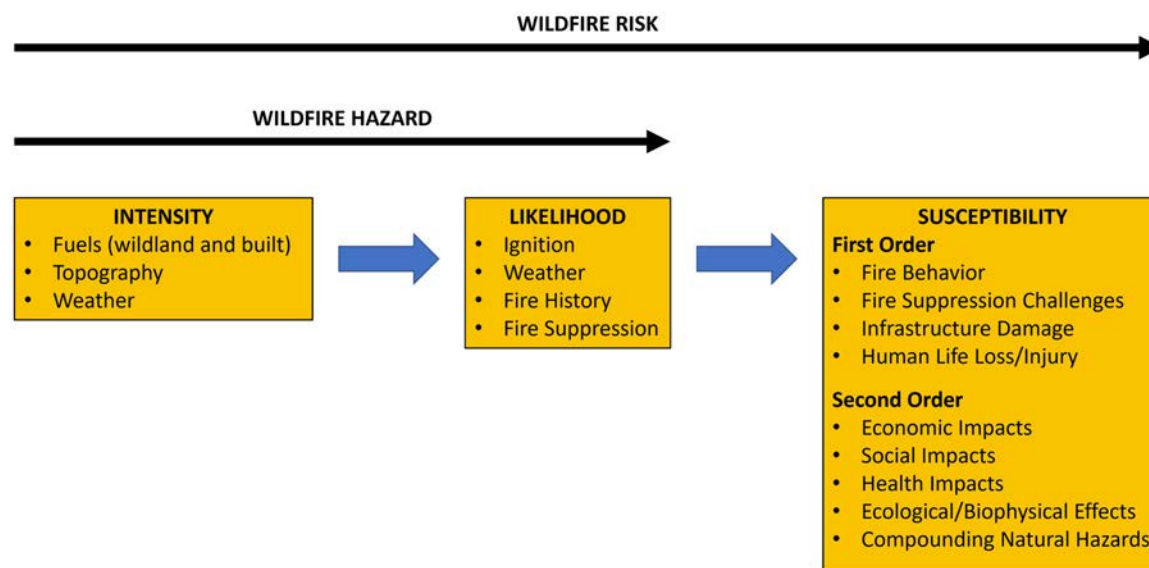 WILDFIRE RISK
WILDFIRE HAZARD
INTENSITY
• Fuels (wildland and built)
• Topography
• Weather
LIKELIHOOD
• Ignition
• Weather
• Fire History
• Fire Suppression
SUSCEPTIBILITY
First Order
• Fire Behavior
• Fire Suppression Challenges
• Infrastructure Damage
• Human Life Loss/Injury
Second Order
• Economic Impacts
• Social Impacts
• Health Impacts
• Ecological/Biophysical Effects
• Compounding Natural Hazards